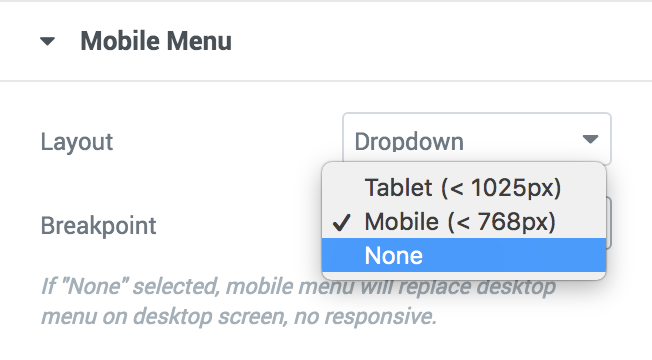 Mobile Menu
Layout
Dropdown
Tablet (< 1025px)
Breakpoint
✓ Mobile (< 768px)
None
If "None" selected, mobile menu will replace desktop
menu on desktop screen, no responsive.